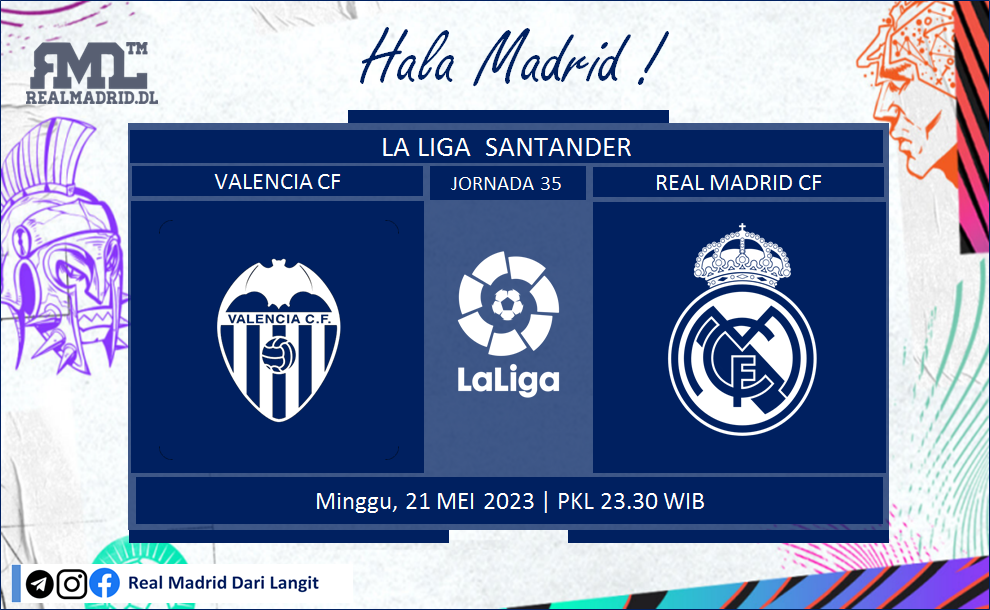 RML™
REALMADRID.DL
Hala Madrid !
LA LIGA SANTANDER
VALENCIA CF
JORNADA 35
REAL MADRID CF
VALENCIA C.F.
LaLiga
Minggu, 21 MEI 2023 | PKL 23.30 WIB
Real Madrid Dari Langit